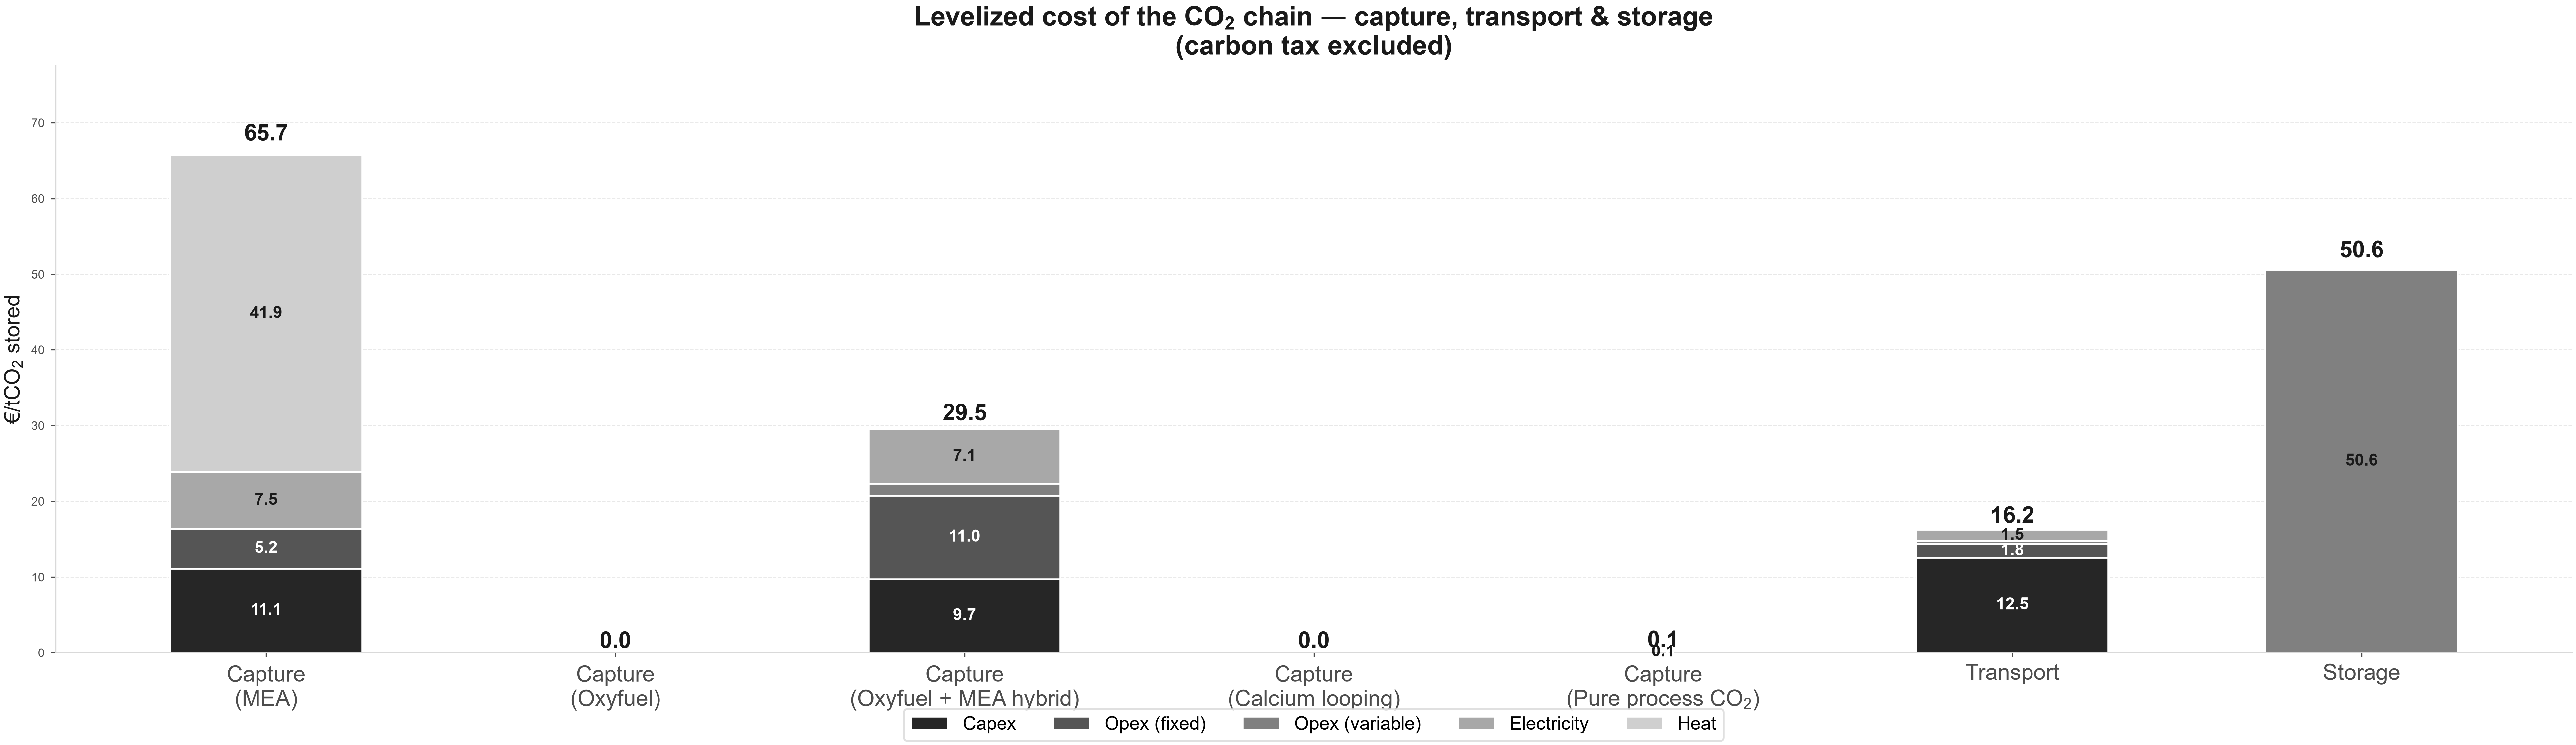 Levelized cost of the CO₂ chain — capture, transport & storage
(carbon tax excluded)
€/tCO₂ stored
70
60
50
40
30
20
10
0
65.7
41.9
7.5
5.2
11.1
0.0
29.5
7.1
11.0
9.7
0.0
0.1
0.1
16.2
1.5
1.8
12.5
50.6
50.6
Capture
(MEA)
Capture
(Oxyfuel)
Capture
(Oxyfuel + MEA hybrid)
Capture
(Calcium looping)
Capture
(Pure process CO₂)
Transport
Storage
Capex
Opex (fixed)
Opex (variable)
Electricity
Heat